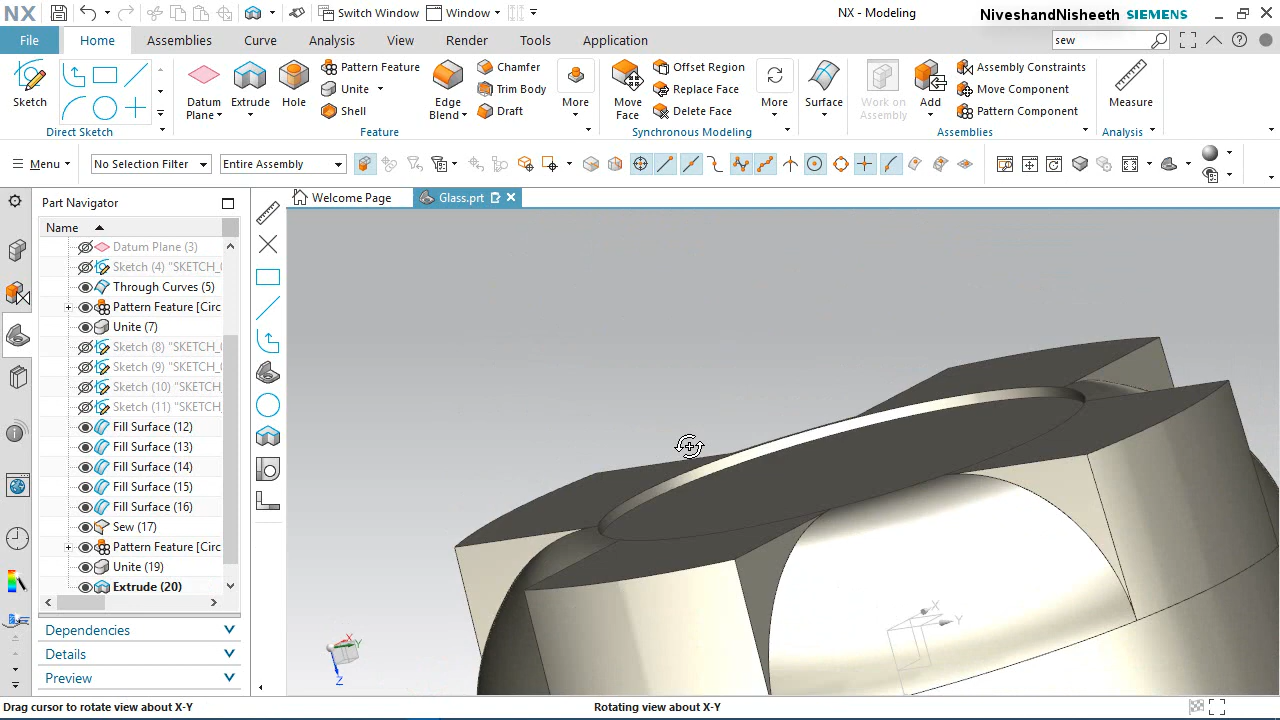 NX
Switch Window
Window
NX - Modeling
NiveshandNisheeth SIEMENS
File
Home
Assemblies
Curve
Analysis
View
Render
Tools
Application
sew
Sketch
Direct Sketch
Datum Plane
Extrude
Hole
Pattern Feature
Unite
Shell
Edge Blend
Chamfer
Trim Body
Draft
More
Feature
Move Face
Offset Region
Replace Face
Delete Face
More
Synchronous Modeling
Surface
Work on Assembly
Add
Assembly Constraints
Move Component
Pattern Component
Assemblies
Measure
Analysis
Menu
No Selection Filter
Entire Assembly
Part Navigator
Welcome Page
Glass.prt
Name
Datum Plane (3)
Sketch (4) "SKETCH_
Through Curves (5)
Pattern Feature [Circ
Unite (7)
Sketch (8) "SKETCH_
Sketch (9) "SKETCH_
Sketch (10) "SKETCH_
Sketch (11) "SKETCH_
Fill Surface (12)
Fill Surface (13)
Fill Surface (14)
Fill Surface (15)
Fill Surface (16)
Sew (17)
Pattern Feature [Circ
Unite (19)
Extrude (20)
Dependencies
Details
Preview
X
Y
Z
X
Y
Drag cursor to rotate view about X-Y
Rotating view about X-Y